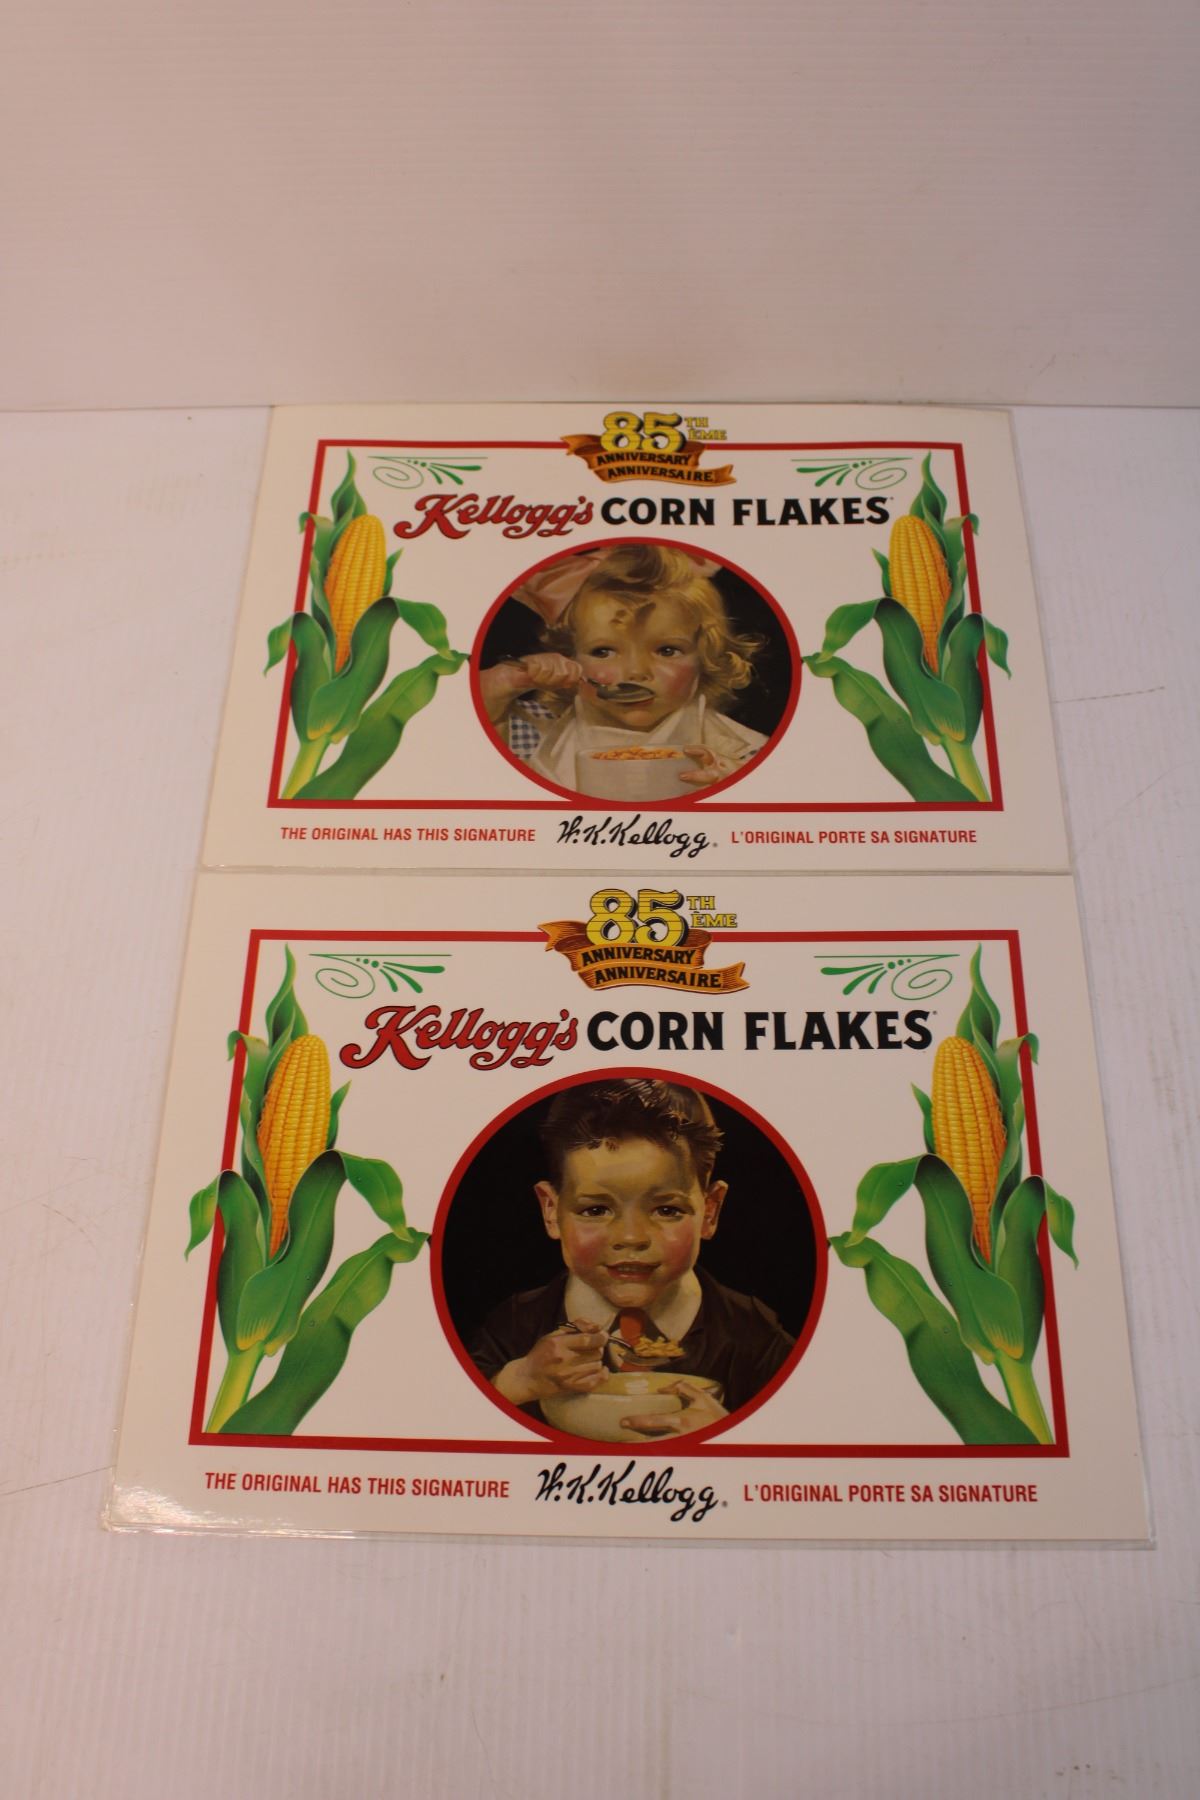 85TH
ÈME
ANNIVERSARY
ANNIVERSAIRE
Kellogg's CORN FLAKES
THE ORIGINAL HAS THIS SIGNATURE W.K.Kellogg® L'ORIGINAL PORTE SA SIGNATURE
85TH
ÈME
ANNIVERSARY
ANNIVERSAIRE
Kellogg's CORN FLAKES
THE ORIGINAL HAS THIS SIGNATURE W.K.Kellogg® L'ORIGINAL PORTE SA SIGNATURE